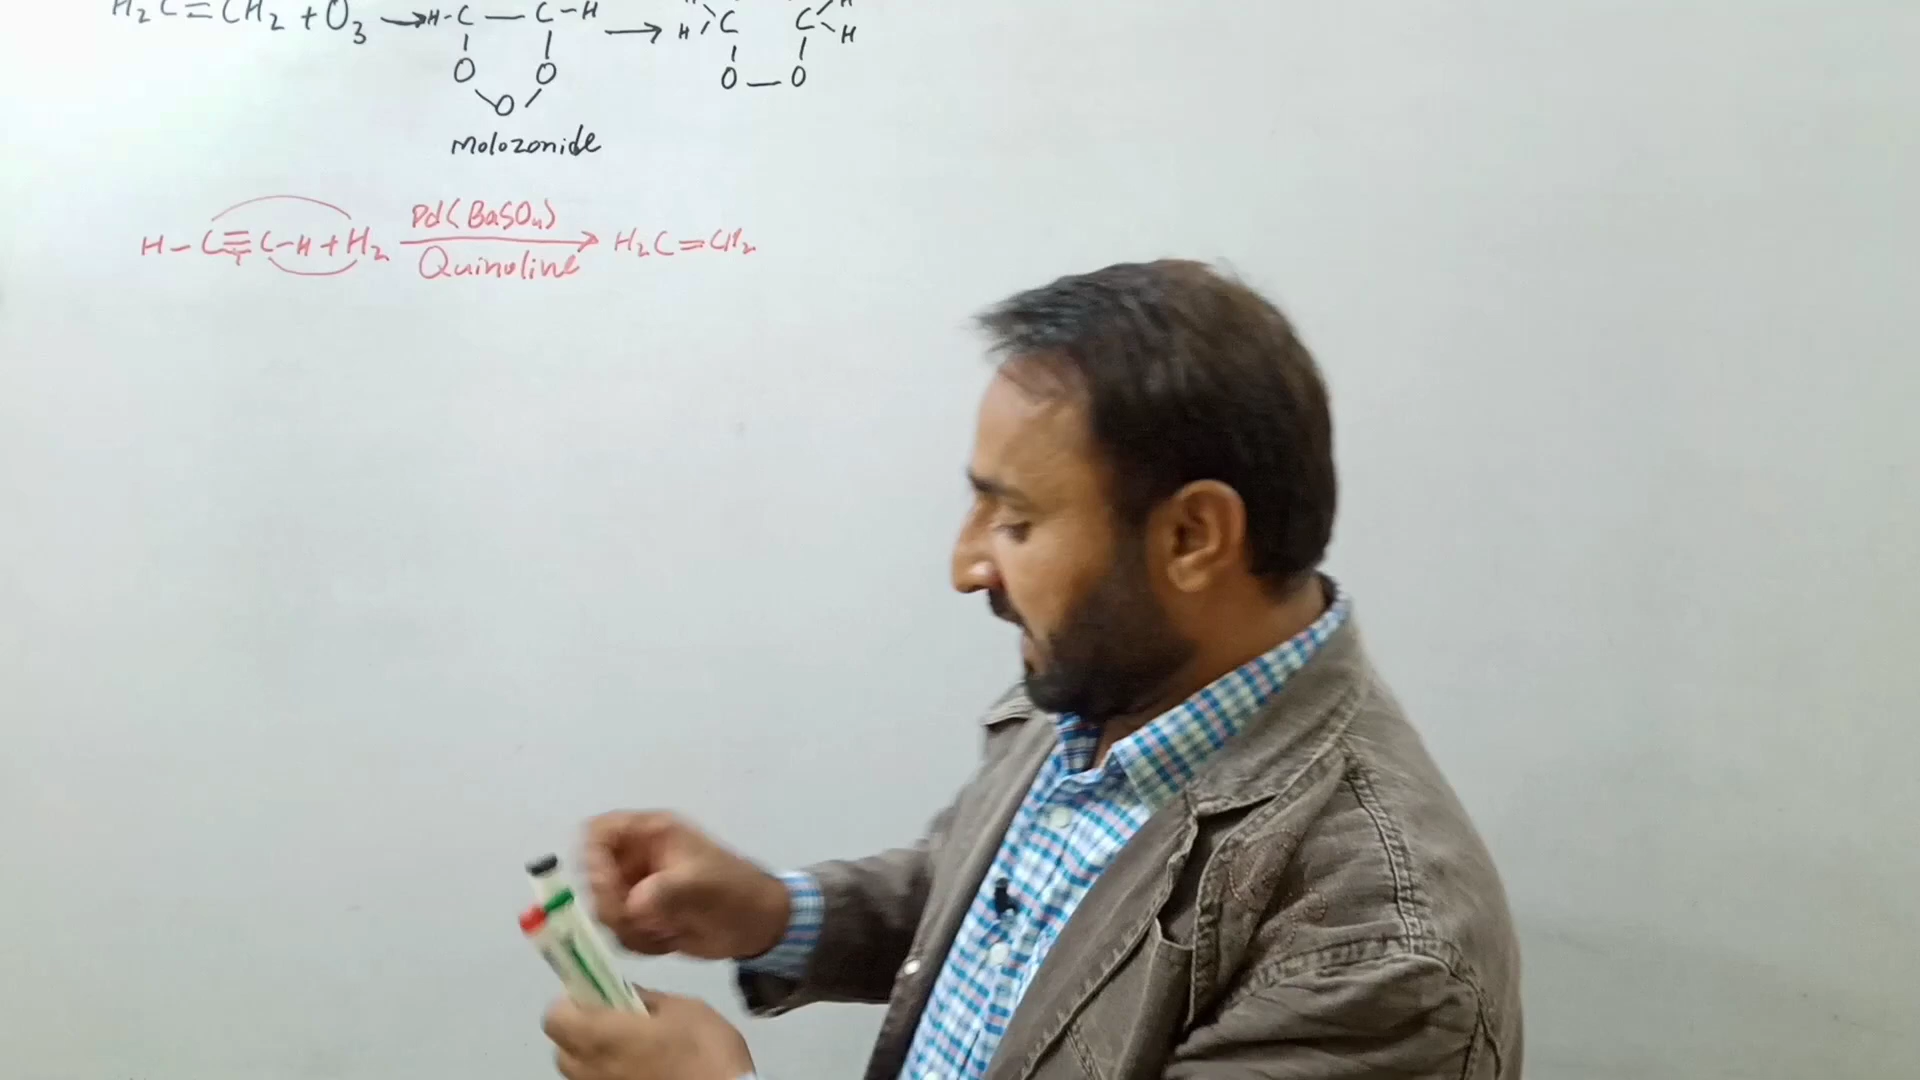 H₂C=CH₂ + O₃ → H-C — C-H → H C C H
O O O — O
O
Molozonide
Pd(BaSO₄)
H-C≡C-H + H₂ → H₂C=CH₂
Quinoline